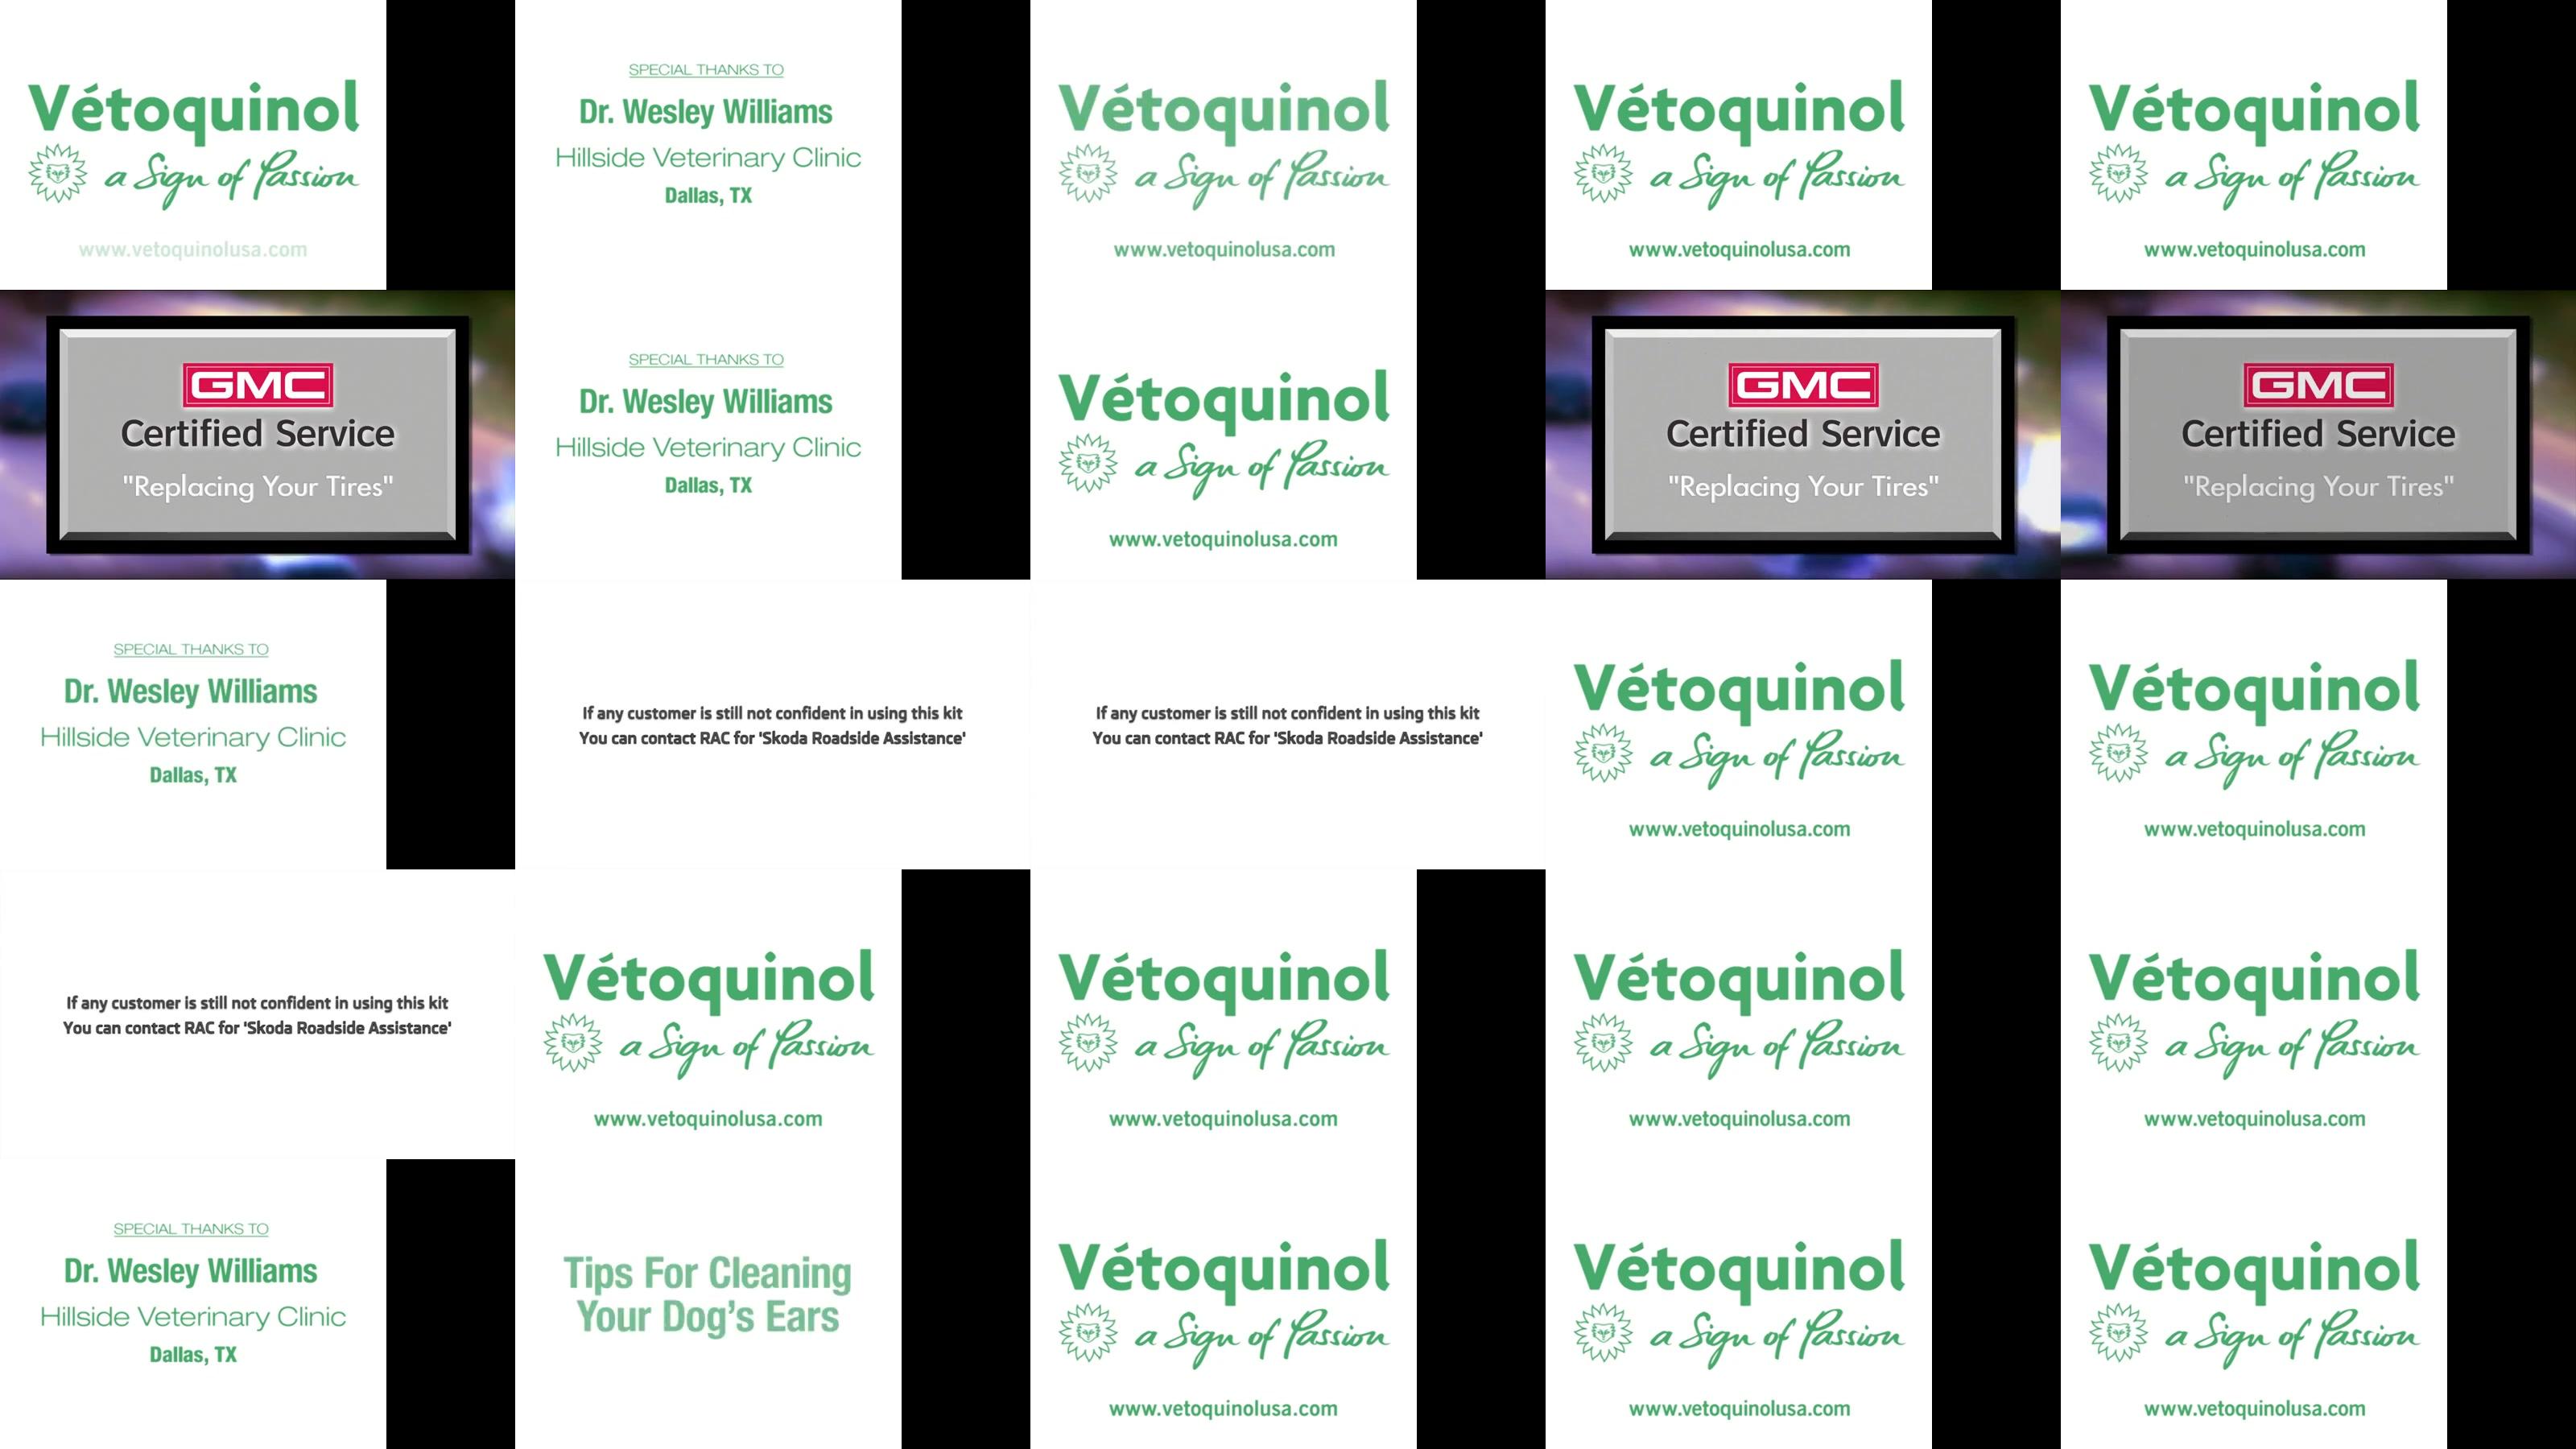 Vétoquinol
a Sign of Passion
www.vetoquinolusa.com
SPECIAL THANKS TO
Dr. Wesley Williams
Hillside Veterinary Clinic
Dallas, TX
Vétoquinol
a Sign of Passion
www.vetoquinolusa.com
Vétoquinol
a Sign of Passion
www.vetoquinolusa.com
Vétoquinol
a Sign of Passion
www.vetoquinolusa.com
GMC
Certified Service
"Replacing Your Tires"
SPECIAL THANKS TO
Dr. Wesley Williams
Hillside Veterinary Clinic
Dallas, TX
Vétoquinol
a Sign of Passion
www.vetoquinolusa.com
GMC
Certified Service
"Replacing Your Tires"
GMC
Certified Service
"Replacing Your Tires"
SPECIAL THANKS TO
Dr. Wesley Williams
Hillside Veterinary Clinic
Dallas, TX
If any customer is still not confident in using this kit
You can contact RAC for 'Skoda Roadside Assistance'
If any customer is still not confident in using this kit
You can contact RAC for 'Skoda Roadside Assistance'
Vétoquinol
a Sign of Passion
www.vetoquinolusa.com
Vétoquinol
a Sign of Passion
www.vetoquinolusa.com
If any customer is still not confident in using this kit
You can contact RAC for 'Skoda Roadside Assistance'
Vétoquinol
a Sign of Passion
www.vetoquinolusa.com
Vétoquinol
a Sign of Passion
www.vetoquinolusa.com
Vétoquinol
a Sign of Passion
www.vetoquinolusa.com
Vétoquinol
a Sign of Passion
www.vetoquinolusa.com
SPECIAL THANKS TO
Dr. Wesley Williams
Hillside Veterinary Clinic
Dallas, TX
Tips For Cleaning
Your Dog's Ears
Vétoquinol
a Sign of Passion
www.vetoquinolusa.com
Vétoquinol
a Sign of Passion
www.vetoquinolusa.com
Vétoquinol
a Sign of Passion
www.vetoquinolusa.com